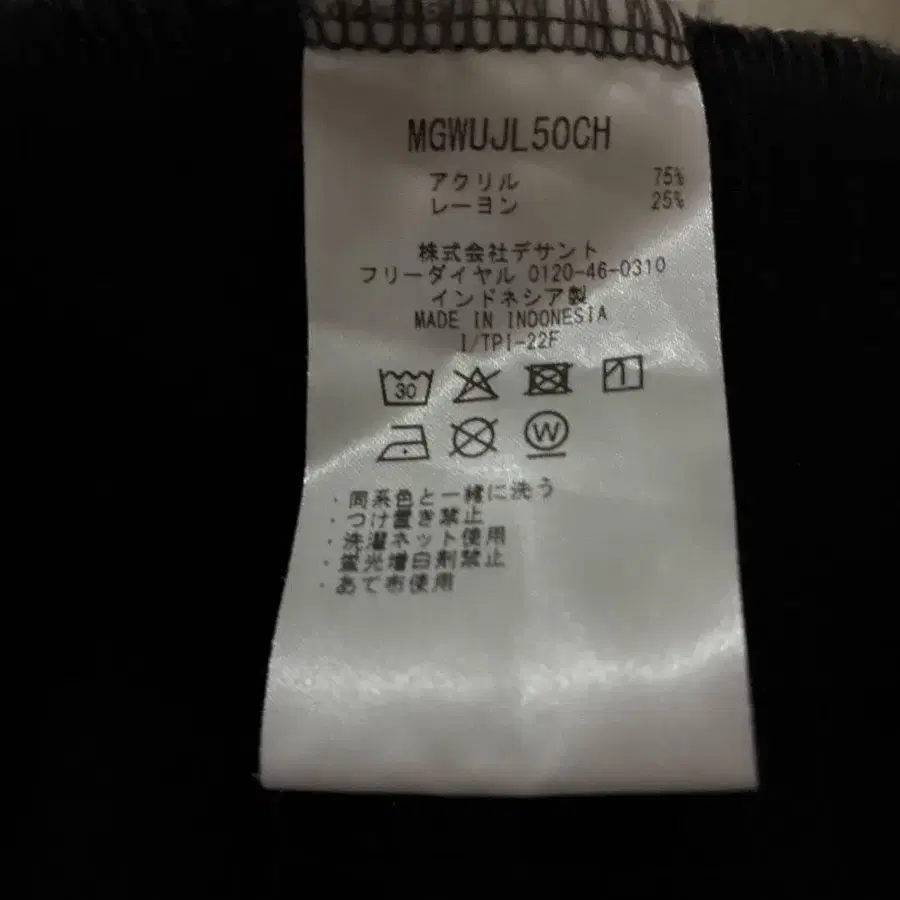 MGWUJL50CH
アクリル 75%
レーヨン 25%
株式会社デサント
フリーダイヤル 0120-46-0310
インドネシア製
MADE IN INDONESIA
I/TPI-22F
30
W
・同系色と一緒に洗う
・つけ置き禁止
・洗濯ネット使用
・蛍光増白剤禁止
・あて布使用